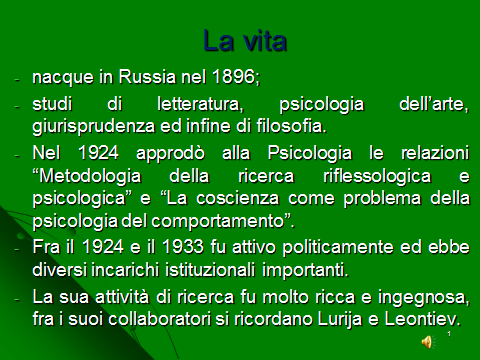 La vita
- nacque in Russia nel 1896;
- studi di letteratura, psicologia dell’arte,
giurisprudenza ed infine di filosofia.
- Nel 1924 approdò alla Psicologia le relazioni
“Metodologia della ricerca riflessologica e
psicologica” e “La coscienza come problema della
psicologia del comportamento”.
- Fra il 1924 e il 1933 fu attivo politicamente ed ebbe
diversi incarichi istituzionali importanti.
- La sua attività di ricerca fu molto ricca e ingegnosa,
fra i suoi collaboratori si ricordano Lurija e Leontiev.
1